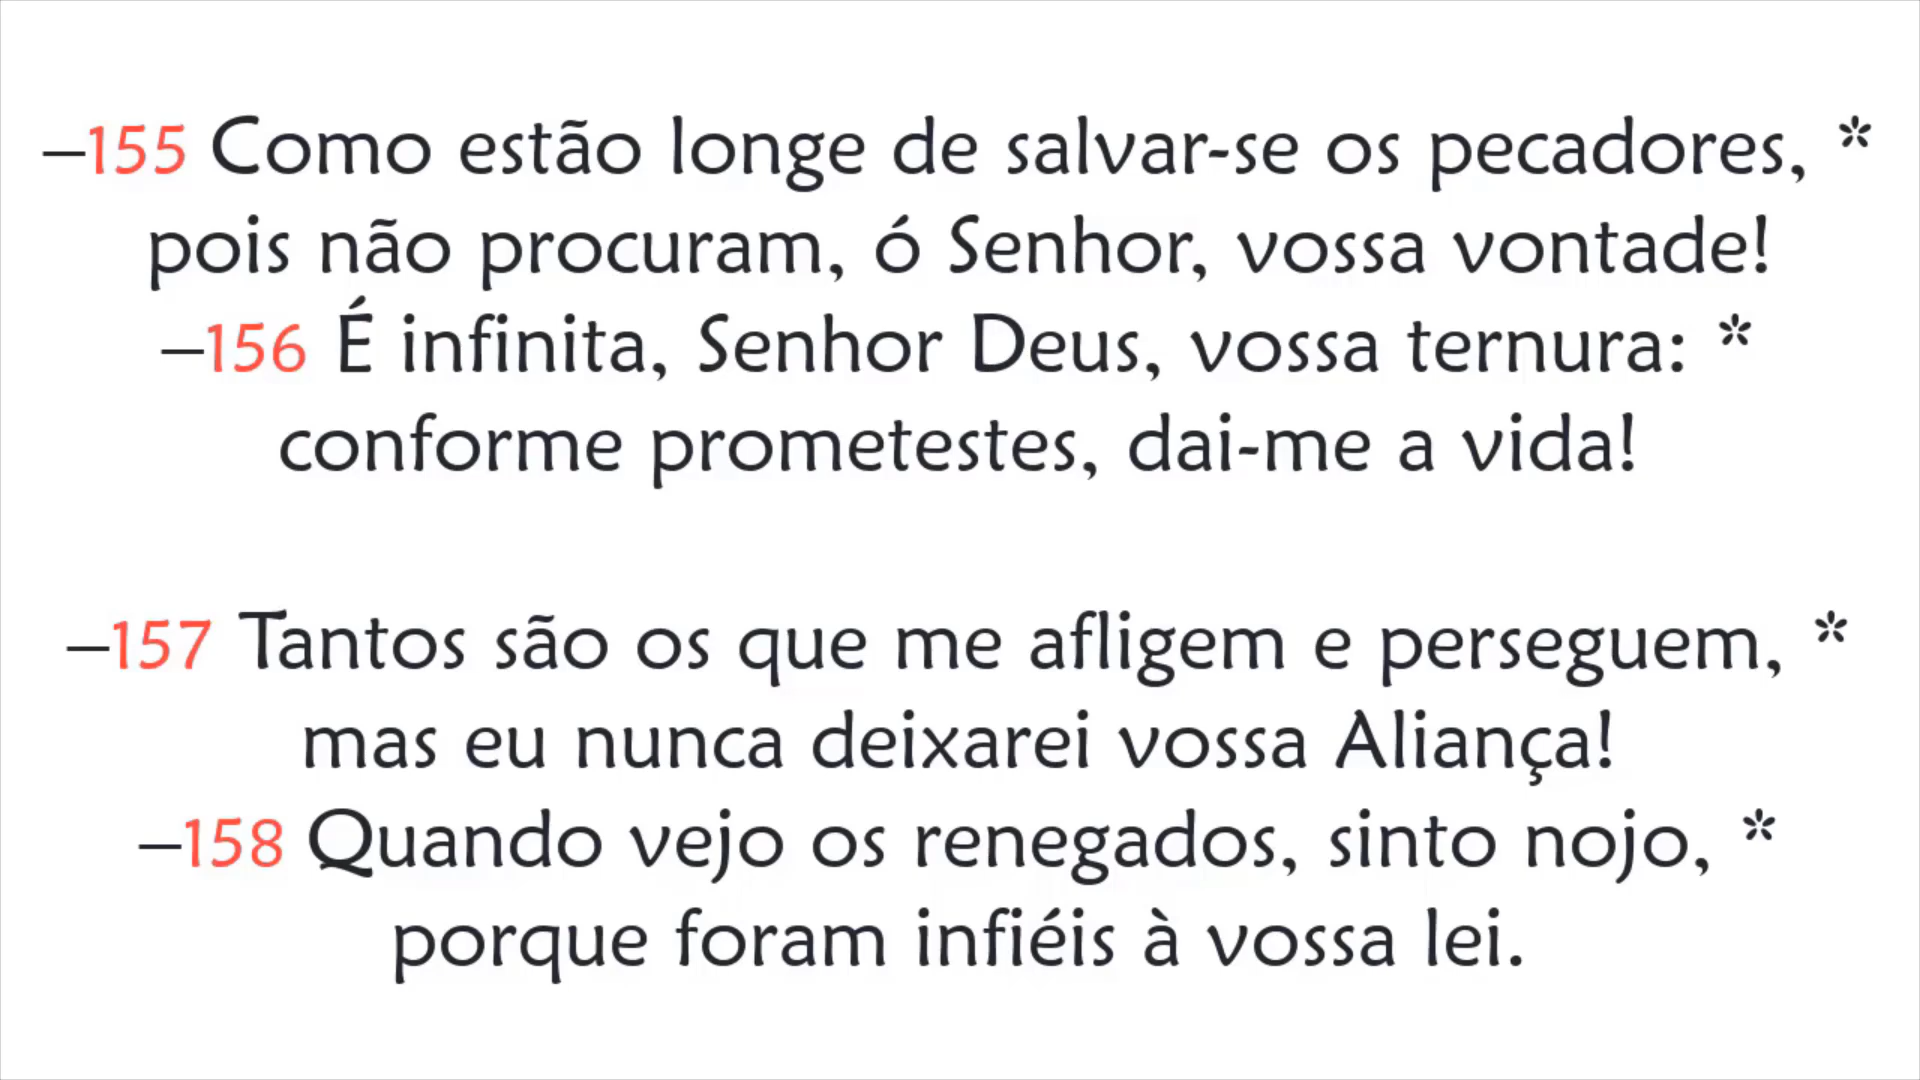 –155 Como estão longe de salvar-se os pecadores, *
pois não procuram, ó Senhor, vossa vontade!
–156 É infinita, Senhor Deus, vossa ternura: *
conforme prometestes, dai-me a vida!
–157 Tantos são os que me afligem e perseguem, *
mas eu nunca deixarei vossa Aliança!
–158 Quando vejo os renegados, sinto nojo, *
porque foram infiéis à vossa lei.